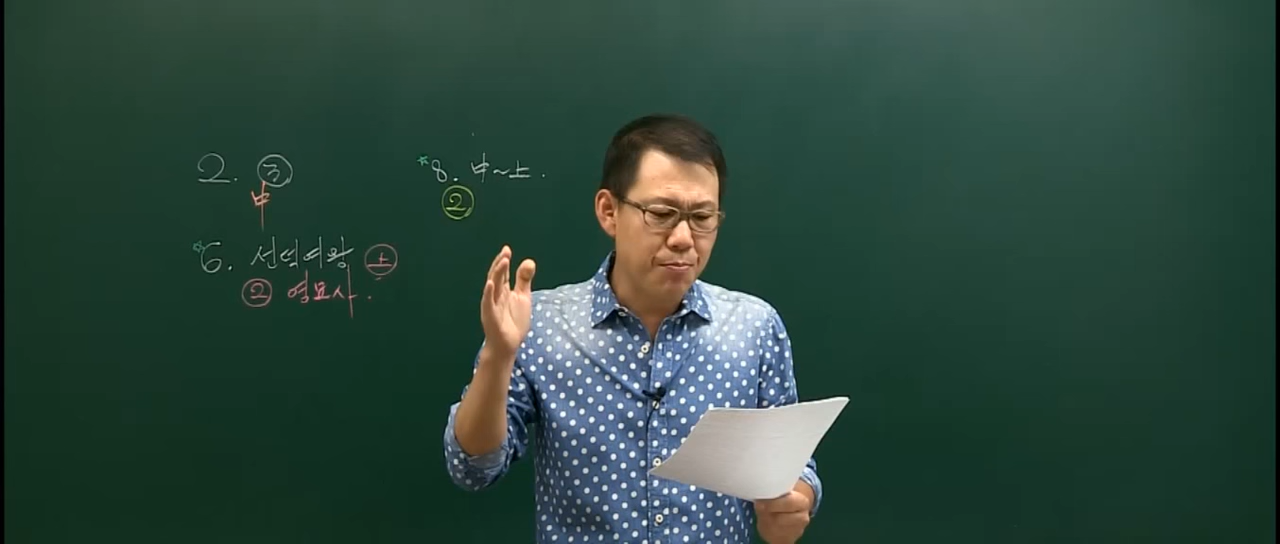 2. ③
中
*6. 선덕여왕 上
② 영묘사.
*8. 中~上.
②